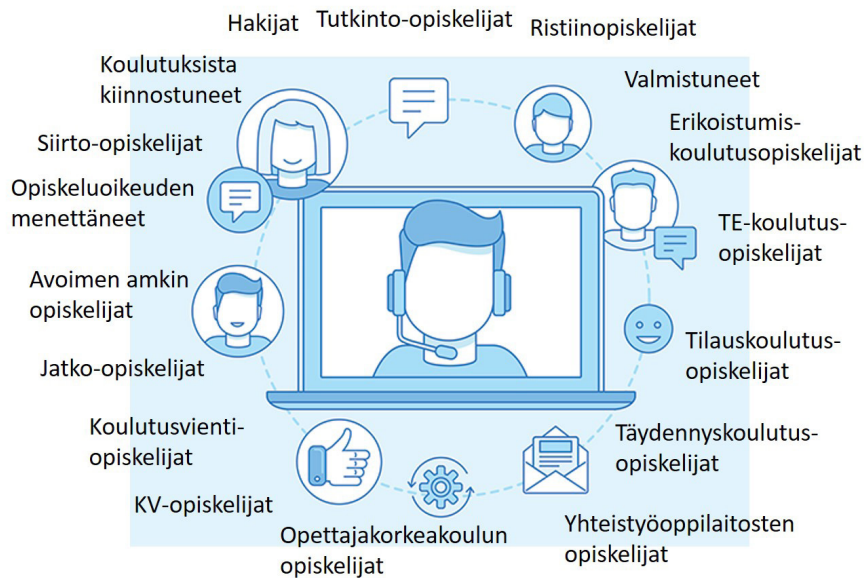 Hakijat
Tutkinto-opiskelijat
Ristiinopiskelijat
Valmistuneet
Erikoistumis-
koulutusopiskelijat
TE-koulutus-
opiskelijat
Tilauskoulutus-
opiskelijat
Täydennyskoulutus-
opiskelijat
Yhteistyöoppilaitosten
opiskelijat
Opettajakorkeakoulun
opiskelijat
KV-opiskelijat
Koulutusvienti-
opiskelijat
Jatko-opiskelijat
Avoimen amkin
opiskelijat
Opiskeluoikeuden
menettäneet
Siirto-opiskelijat
Koulutuksista
kiinnostuneet